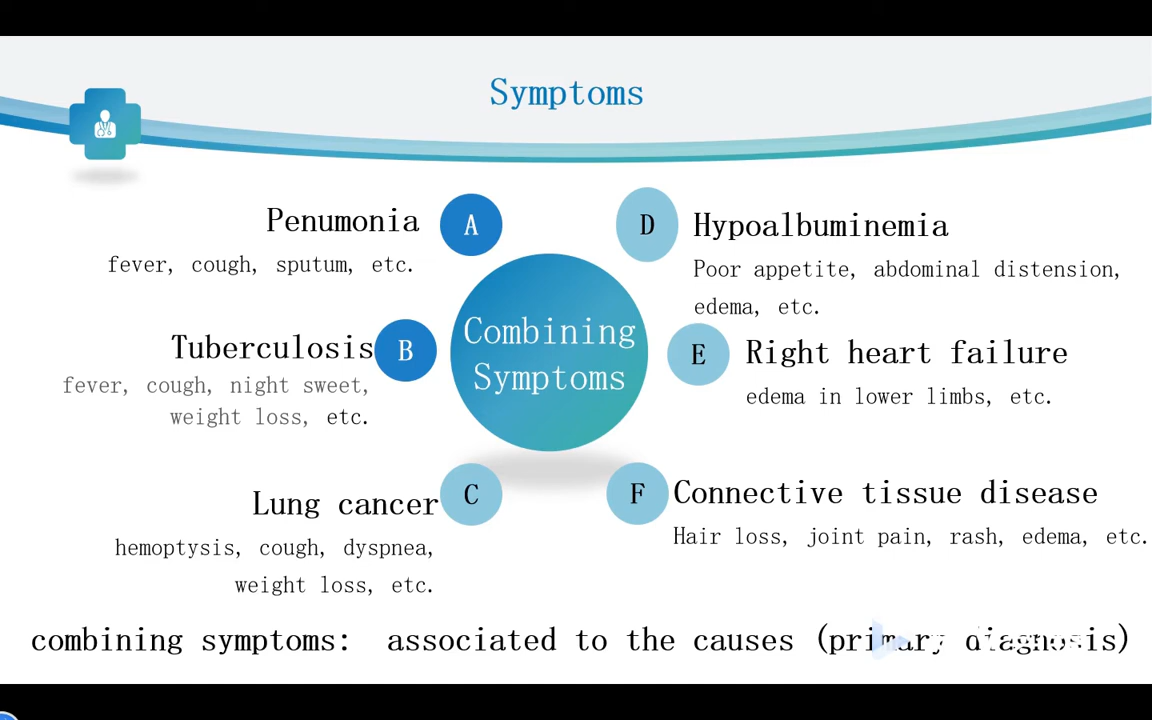 Symptoms
A
Penumonia
fever, cough, sputum, etc.
B
Tuberculosis
fever, cough, night sweet,
weight loss, etc.
C
Lung cancer
hemoptysis, cough, dyspnea,
weight loss, etc.
Combining
Symptoms
D
Hypoalbuminemia
Poor appetite, abdominal distension,
edema, etc.
E
Right heart failure
edema in lower limbs, etc.
F
Connective tissue disease
Hair loss, joint pain, rash, edema, etc.
combining symptoms: associated to the causes (primary diagnosis)